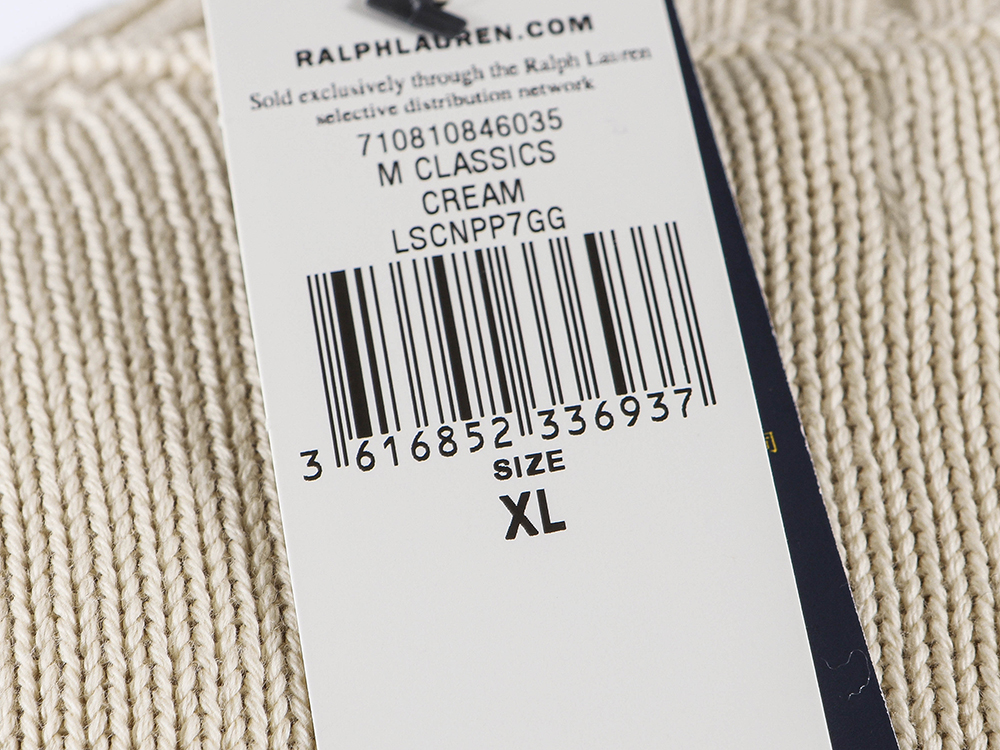 RALPHLAUREN.COM
Sold exclusively through the Ralph Lauren
selective distribution network
710810846035
M CLASSICS
CREAM
LSCNPP7GG
3 616852 336937
SIZE
XL